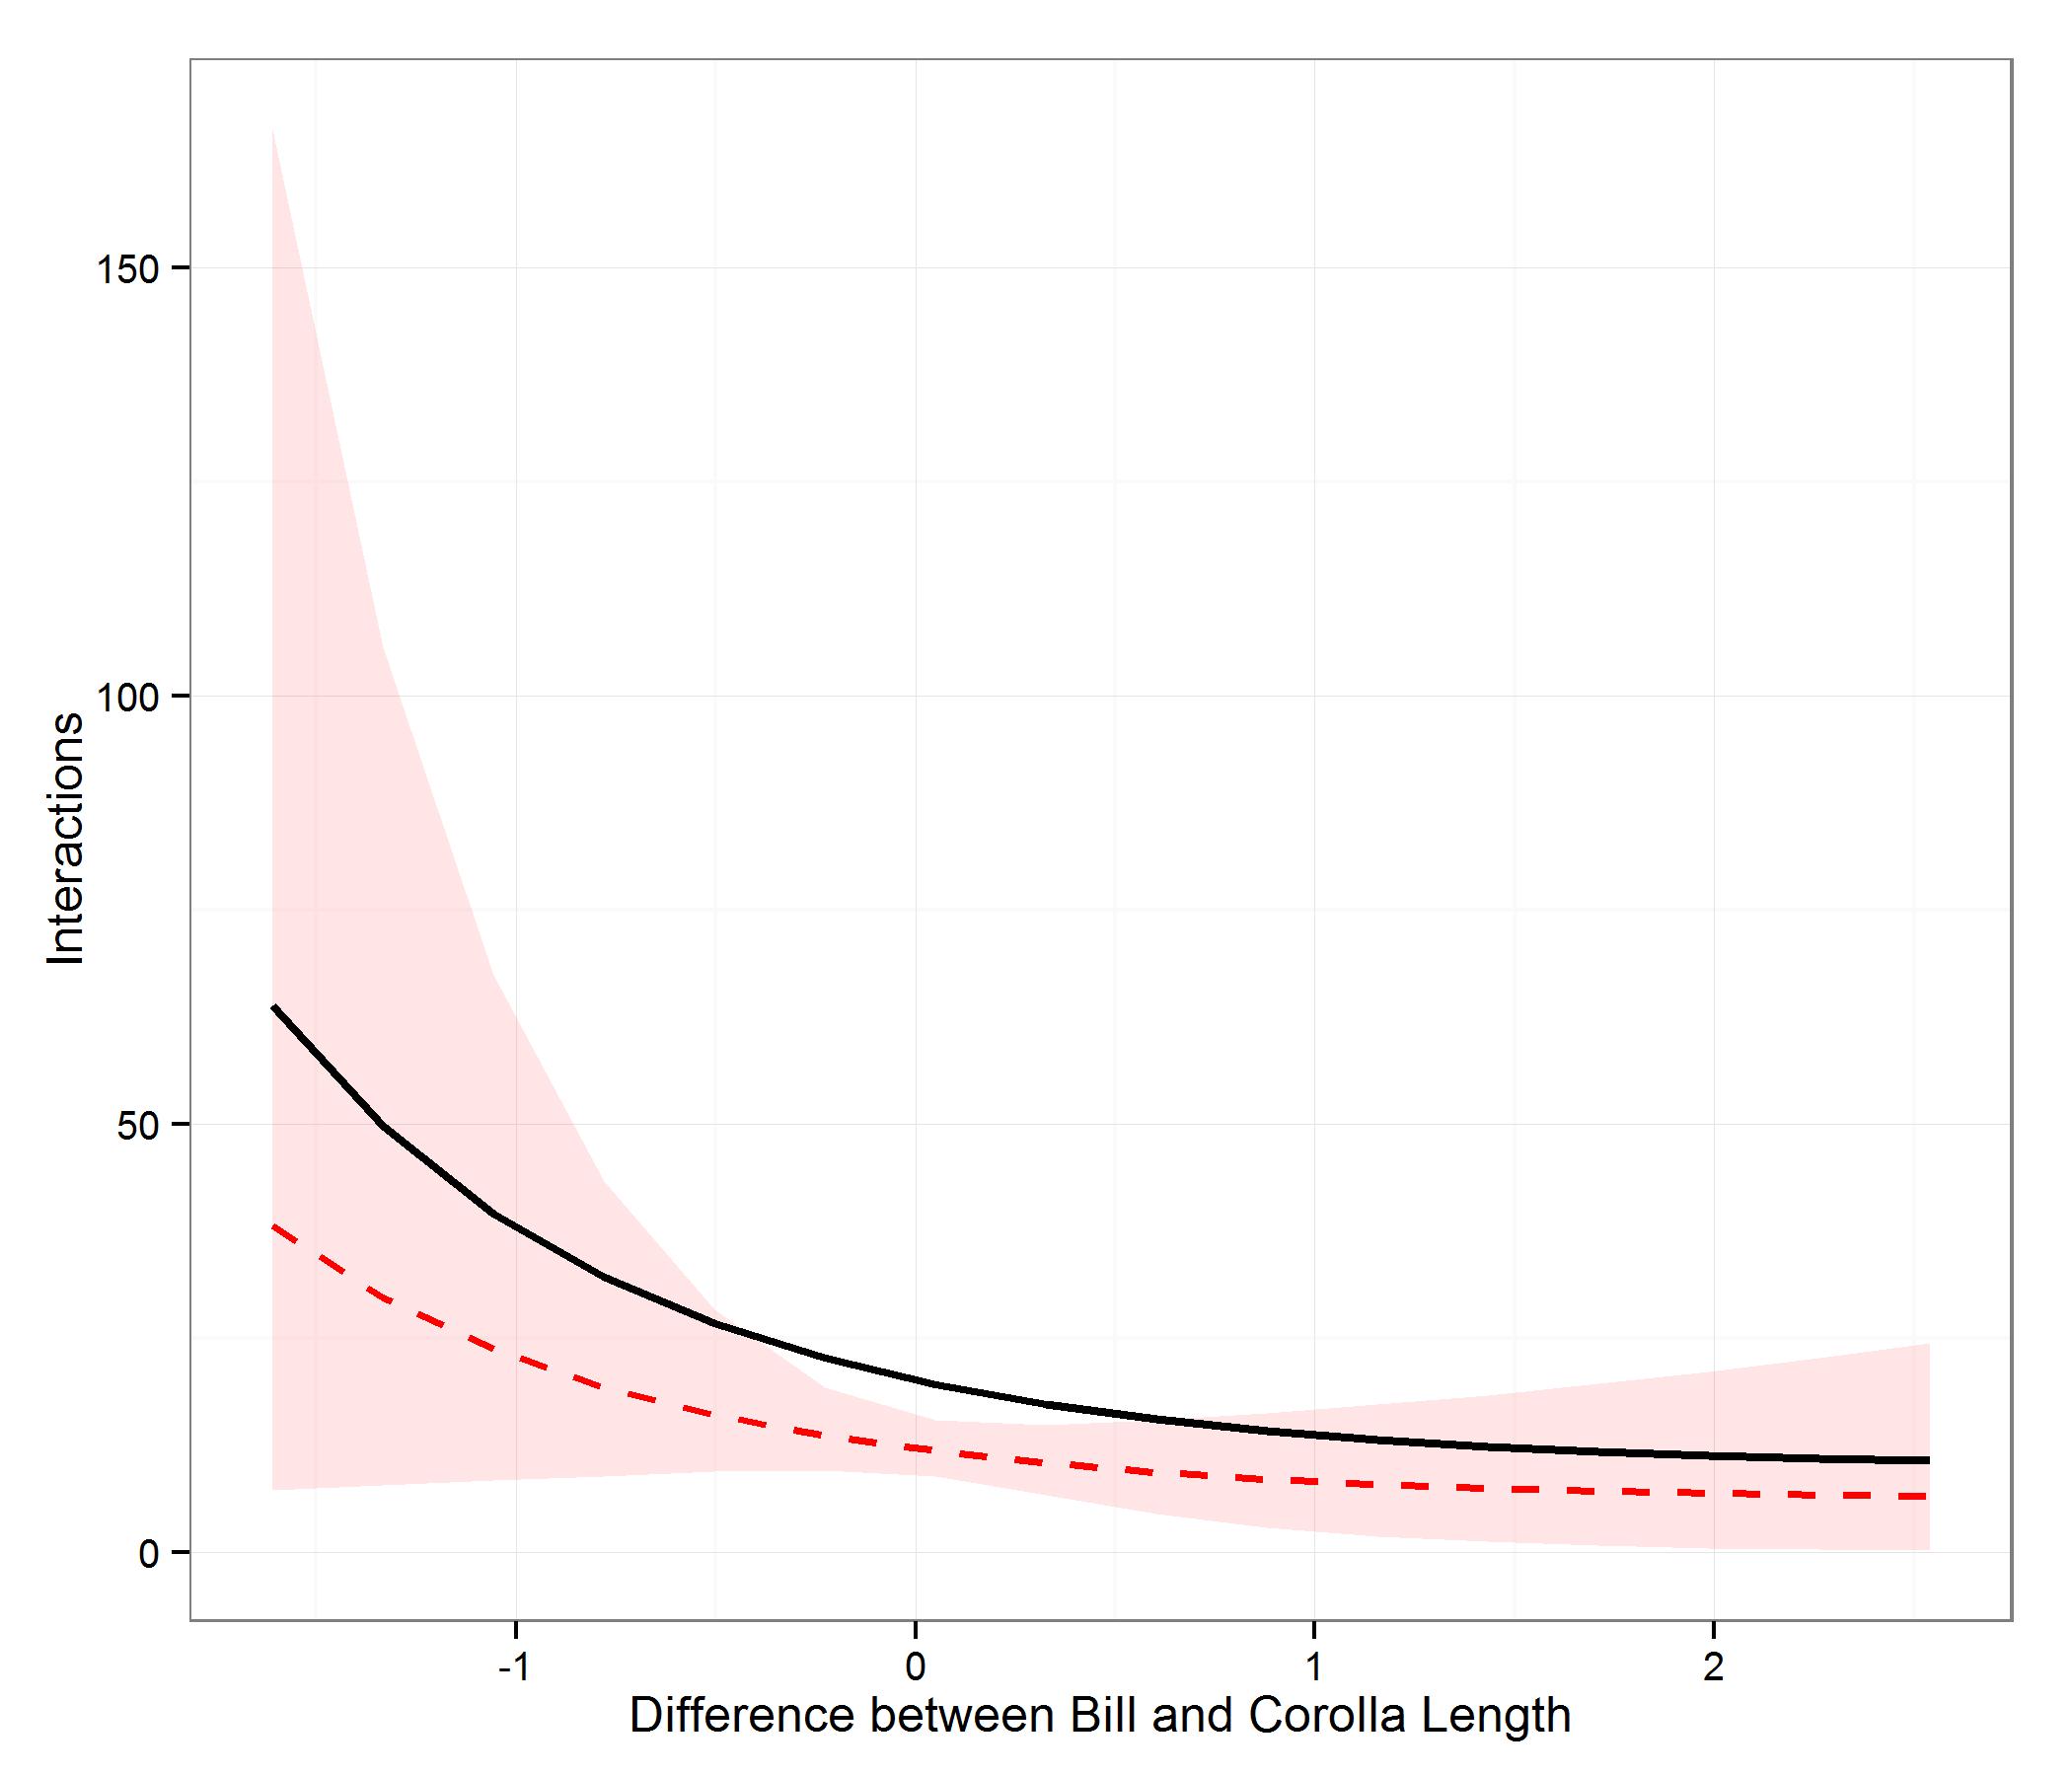 Interactions
150
100
50
0
-1 0 1 2
Difference between Bill and Corolla Length